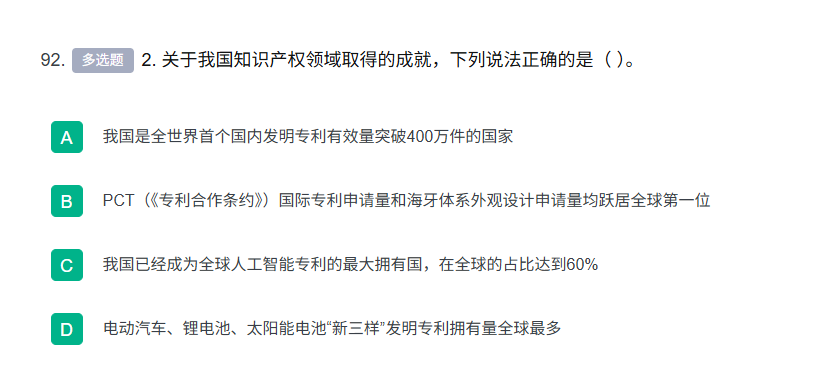 92. 多选题 2. 关于我国知识产权领域取得的成就，下列说法正确的是（ ）。
A 我国是全世界首个国内发明专利有效量突破400万件的国家
B PCT（《专利合作条约》）国际专利申请量和海牙体系外观设计申请量均跃居全球第一位
C 我国已经成为全球人工智能专利的最大拥有国，在全球的占比达到60%
D 电动汽车、锂电池、太阳能电池“新三样”发明专利拥有量全球最多